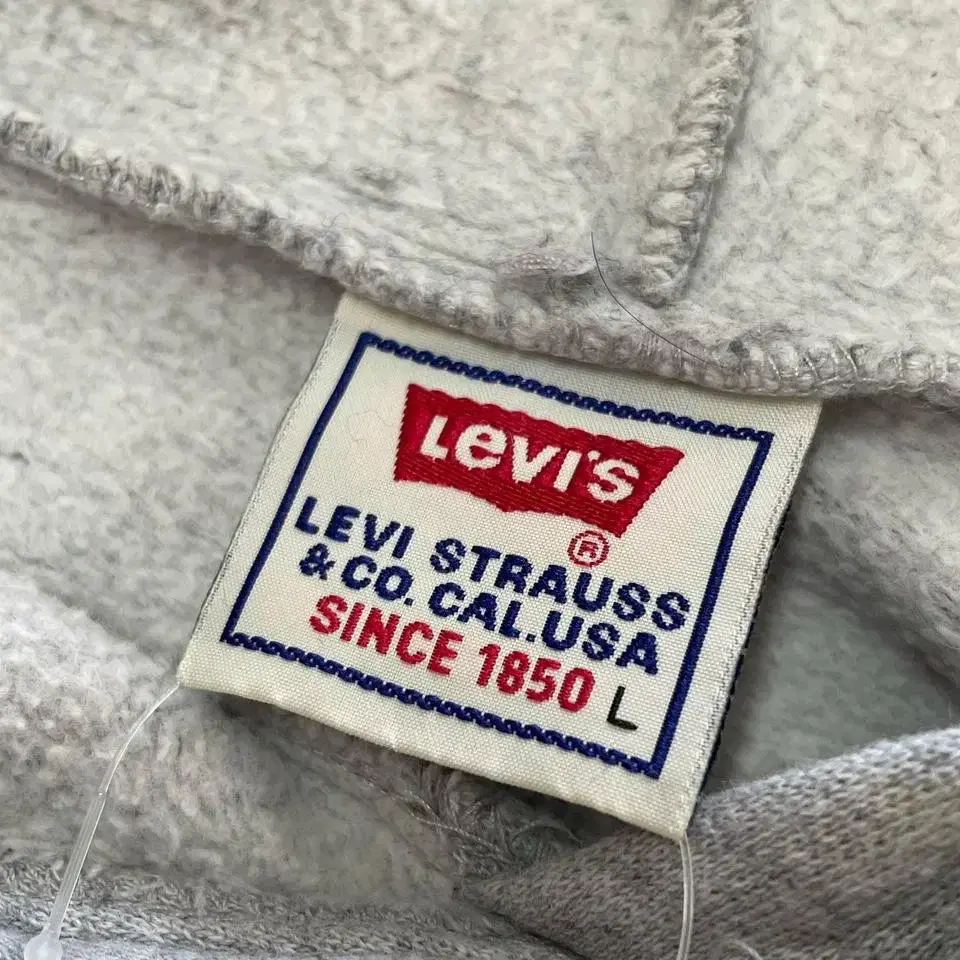 Levi's
®
LEVI STRAUSS
& CO. CAL.USA
SINCE 1850 L